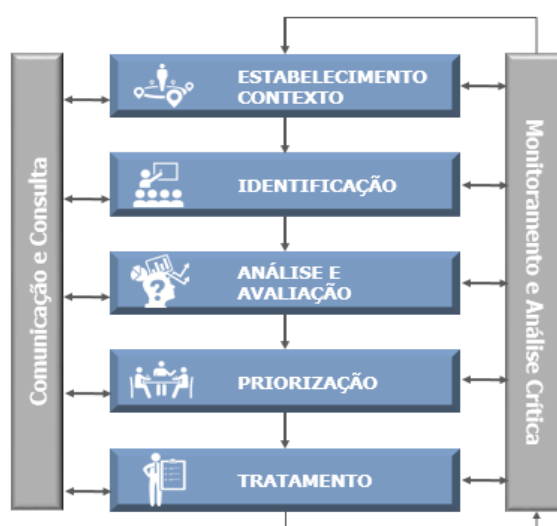 Comunicação e Consulta
ESTABELECIMENTO
CONTEXTO
IDENTIFICAÇÃO
ANÁLISE E
AVALIAÇÃO
PRIORIZAÇÃO
TRATAMENTO
Monitoramento e Análise Crítica